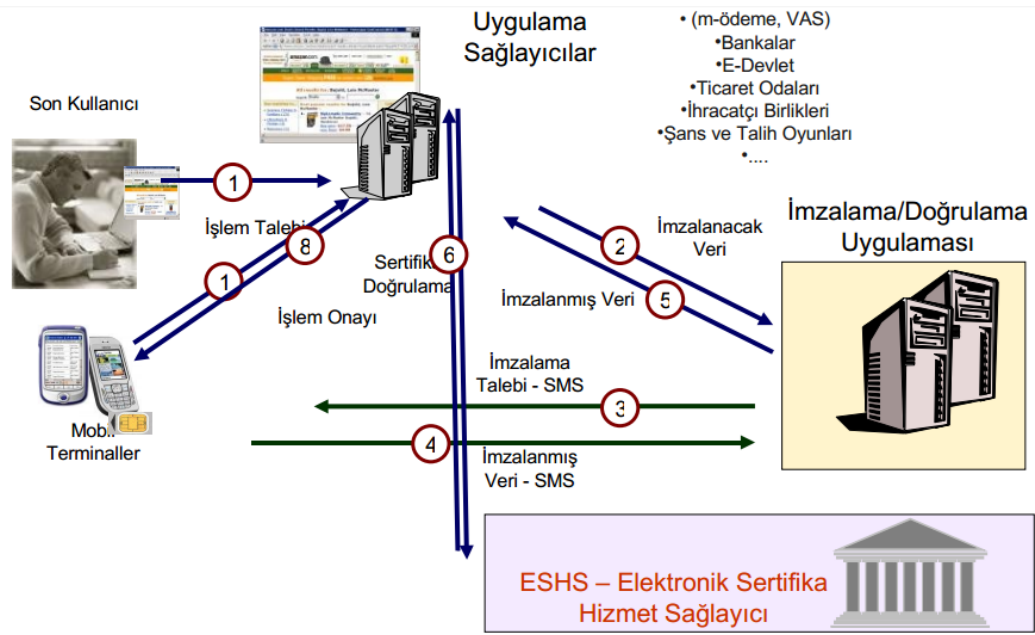 Uygulama
Sağlayıcılar
• (m-ödeme, VAS)
•Bankalar
•E-Devlet
•Ticaret Odaları
•İhracatçı Birlikleri
•Şans ve Talih Oyunları
•....
Son Kullanıcı
1
İşlem Talebi
1
8
İşlem Onayı
Sertifika
Doğrulama
6
2
İmzalanacak
Veri
İmzalanmış Veri
5
İmzalama/Doğrulama
Uygulaması
İmzalama
Talebi - SMS
3
4
İmzalanmış
Veri - SMS
Mobil
Terminaller
ESHS – Elektronik Sertifika
Hizmet Sağlayıcı